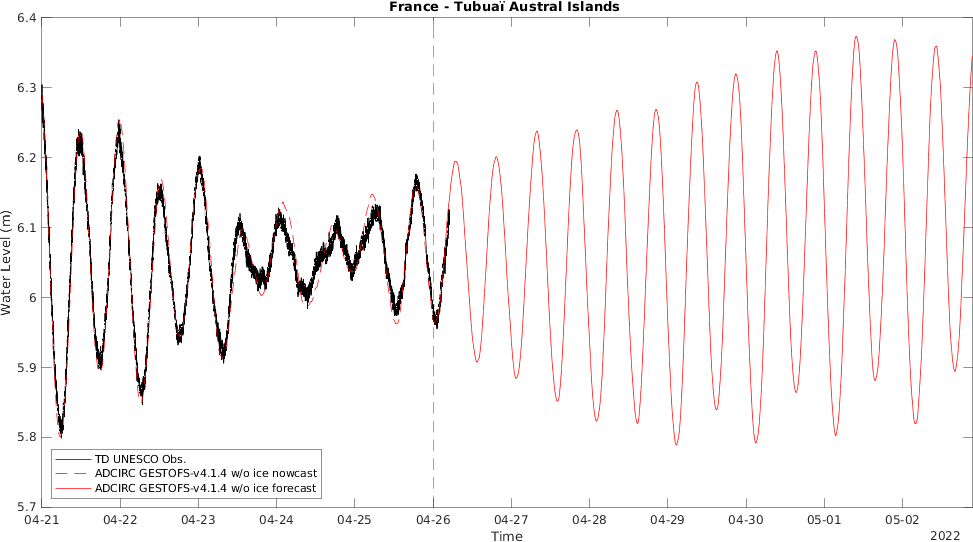 France - Tubuaï Austral Islands
6.4
6.3
6.2
6.1
6
5.9
5.8
5.7
Water Level (m)
TD UNESCO Obs.
ADCIRC GESTOFS-v4.1.4 w/o ice nowcast
ADCIRC GESTOFS-v4.1.4 w/o ice forecast
04-21 04-22 04-23 04-24 04-25 04-26 04-27 04-28 04-29 04-30 05-01 05-02
Time
2022